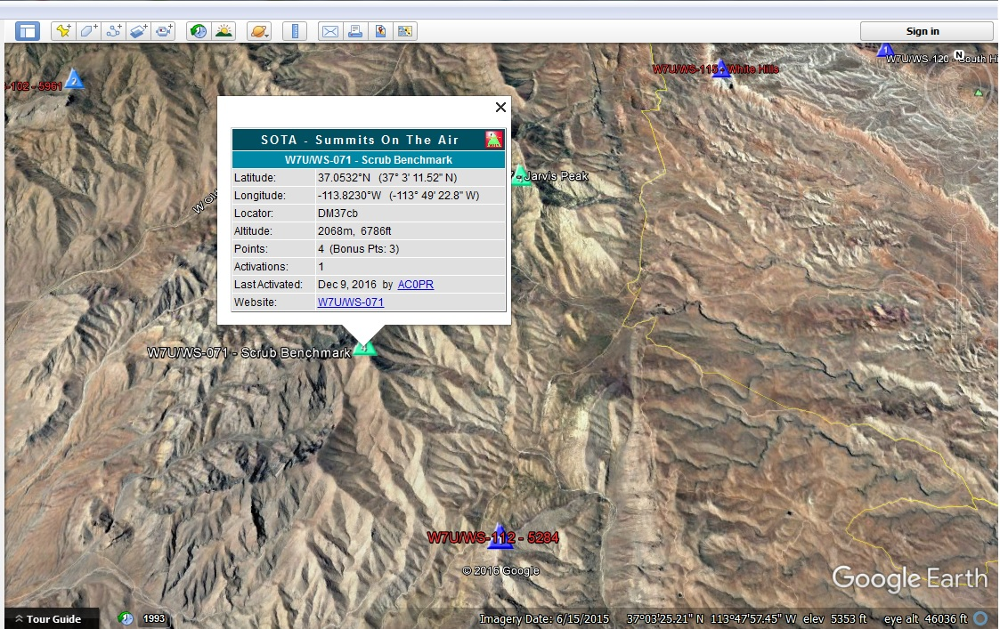 Sign in
W7U/WS-115 - White Hills
W7U/WS-120 - South Hi
N
-102 - 5961
2
SOTA - Summits On The Air
W7U/WS-071 - Scrub Benchmark
Latitude: 37.0532°N (37° 3' 11.52" N)
Longitude: -113.8230°W (-113° 49' 22.8" W)
Locator: DM37cb
Altitude: 2068m, 6786ft
Points: 4 (Bonus Pts: 3)
Activations: 1
Last Activated: Dec 9, 2016 by AC0PR
Website: W7U/WS-071
Jarvis Peak
W Old
W7U/WS-071 - Scrub Benchmark
4
W7U/WS-112 - 5284
© 2016 Google
Google Earth
Tour Guide
1993
Imagery Date: 6/15/2015 37°03'25.21" N 113°47'57.45" W elev 5353 ft eye alt 46036 ft